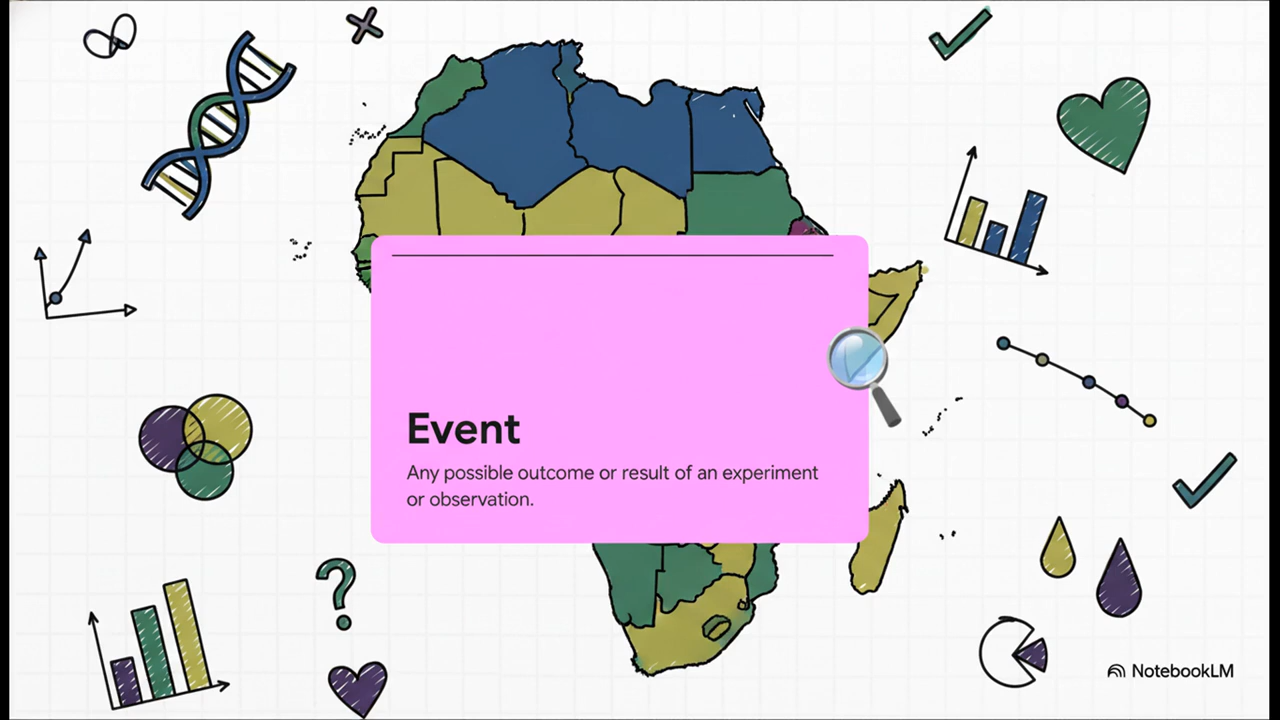 Event
Any possible outcome or result of an experiment
or observation.
NotebookLM